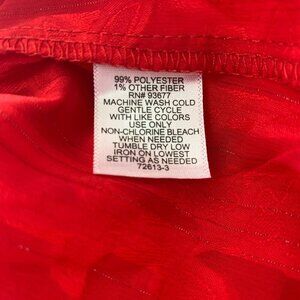 99% POLYESTER
1% OTHER FIBER
RN# 93677
MACHINE WASH COLD
GENTLE CYCLE
WITH LIKE COLORS
USE ONLY
NON-CHLORINE BLEACH
WHEN NEEDED
TUMBLE DRY LOW
IRON ON LOWEST
SETTING AS NEEDED
72613-3